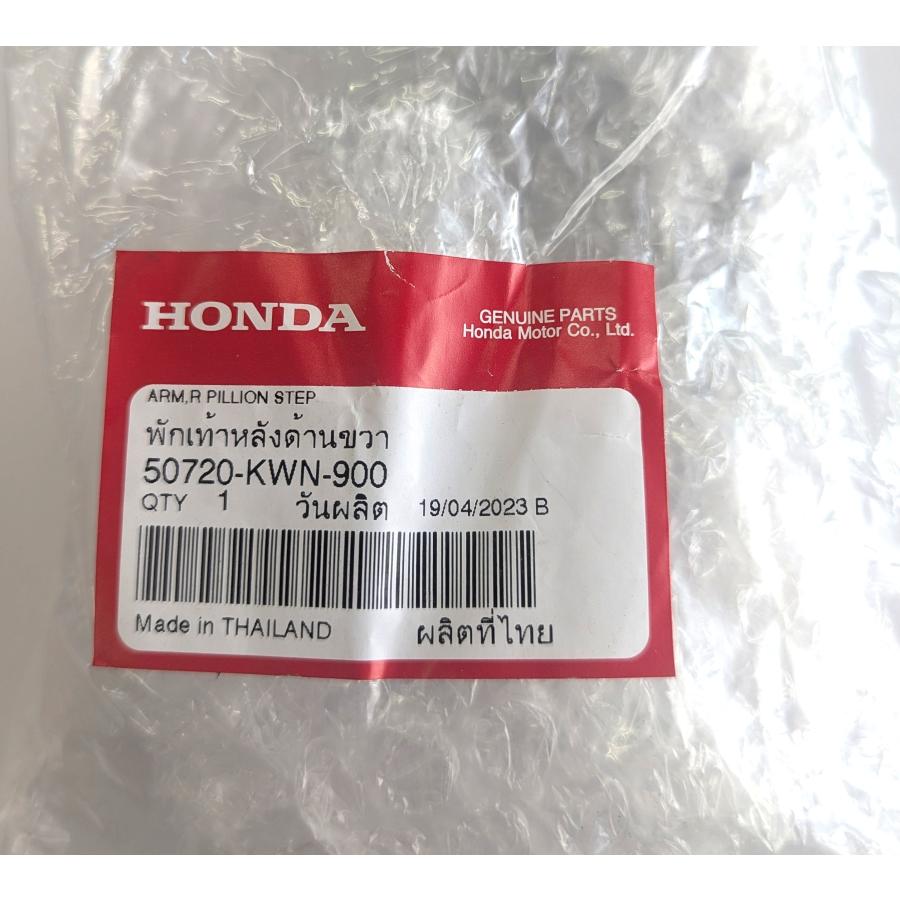 HONDA
GENUINE PARTS
Honda Motor Co., Ltd.
ARM,R PILLION STEP
พักเท้าหลังด้านขวา
50720-KWN-900
QTY 1 วันผลิต 19/04/2023 B
Made in THAILAND ผลิตที่ไทย